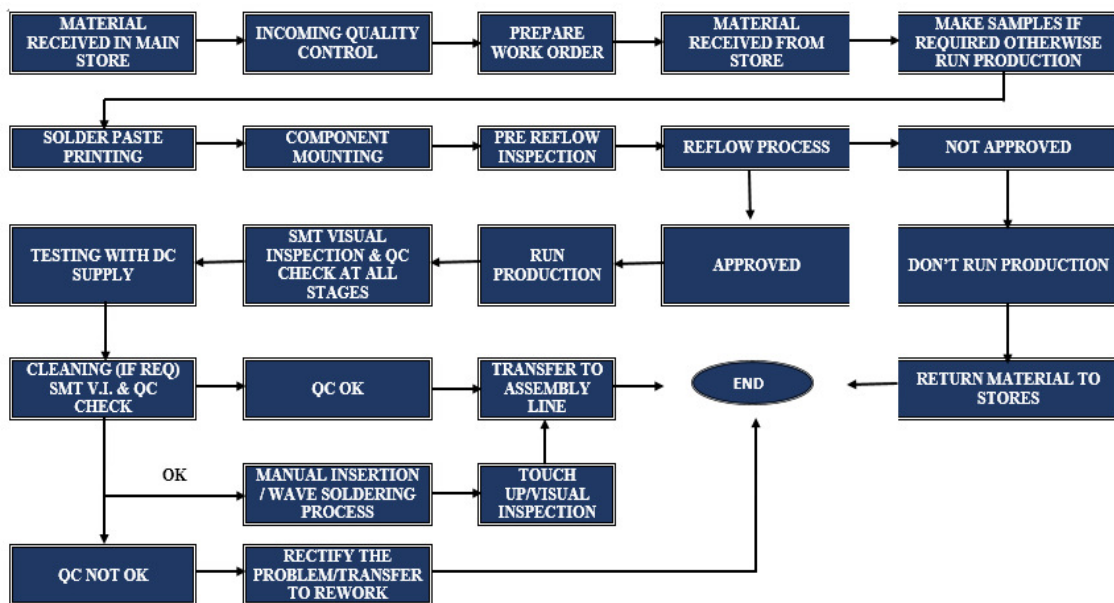 MATERIAL
RECEIVED IN MAIN
STORE
INCOMING QUALITY
CONTROL
PREPARE
WORK ORDER
MATERIAL
RECEIVED FROM
STORE
MAKE SAMPLES IF
REQUIRED OTHERWISE
RUN PRODUCTION
SOLDER PASTE
PRINTING
COMPONENT
MOUNTING
PRE REFLOW
INSPECTION
REFLOW PROCESS
NOT APPROVED
TESTING WITH DC
SUPPLY
SMT VISUAL
INSPECTION & QC
CHECK AT ALL
STAGES
RUN
PRODUCTION
APPROVED
DON'T RUN PRODUCTION
CLEANING (IF REQ)
SMT V.I. & QC
CHECK
QC OK
TRANSFER TO
ASSEMBLY
LINE
END
RETURN MATERIAL TO
STORES
OK
MANUAL INSERTION
/ WAVE SOLDERING
PROCESS
TOUCH
UP/VISUAL
INSPECTION
QC NOT OK
RECTIFY THE
PROBLEM/TRANSFER
TO REWORK